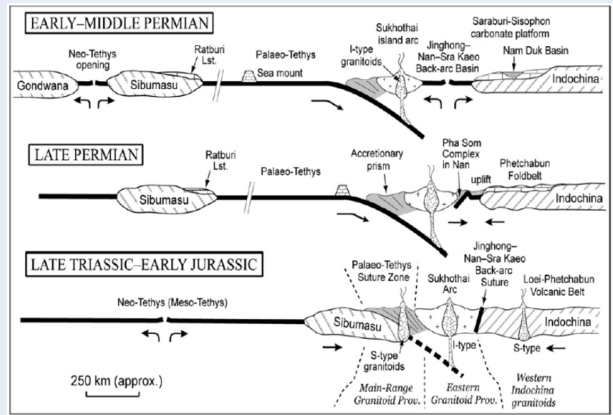 EARLY–MIDDLE PERMIAN
Neo-Tethys
opening
Ratburi
Lst.
Palaeo-Tethys
Sea mount
I-type
granitoids
Sukhothai
island arc
Jinghong–
Nan–Sra Kaeo
Back-arc Basin
Saraburi-Sisophon
carbonate platform
Nam Duk Basin
Gondwana
Sibumasu
Indochina
LATE PERMIAN
Ratburi
Lst.
Palaeo-Tethys
Accretionary
prism
Pha Som
Complex
in Nan
uplift
Phetchabun
Foldbelt
Sibumasu
Indochina
LATE TRIASSIC–EARLY JURASSIC
Neo-Tethys (Meso-Tethys)
Palaeo-Tethys
Suture Zone
Sukhothai
Arc
Jinghong–
Nan–Sra Kaeo
Back-arc
Suture
Loei-Phetchabun
Volcanic Belt
Sibumasu
Indochina
S-type
granitoids
I-type
S-type
250 km (approx.)
Main-Range
Granitoid Prov.
Eastern
Granitoid Prov.
Western
Indochina
granitoids